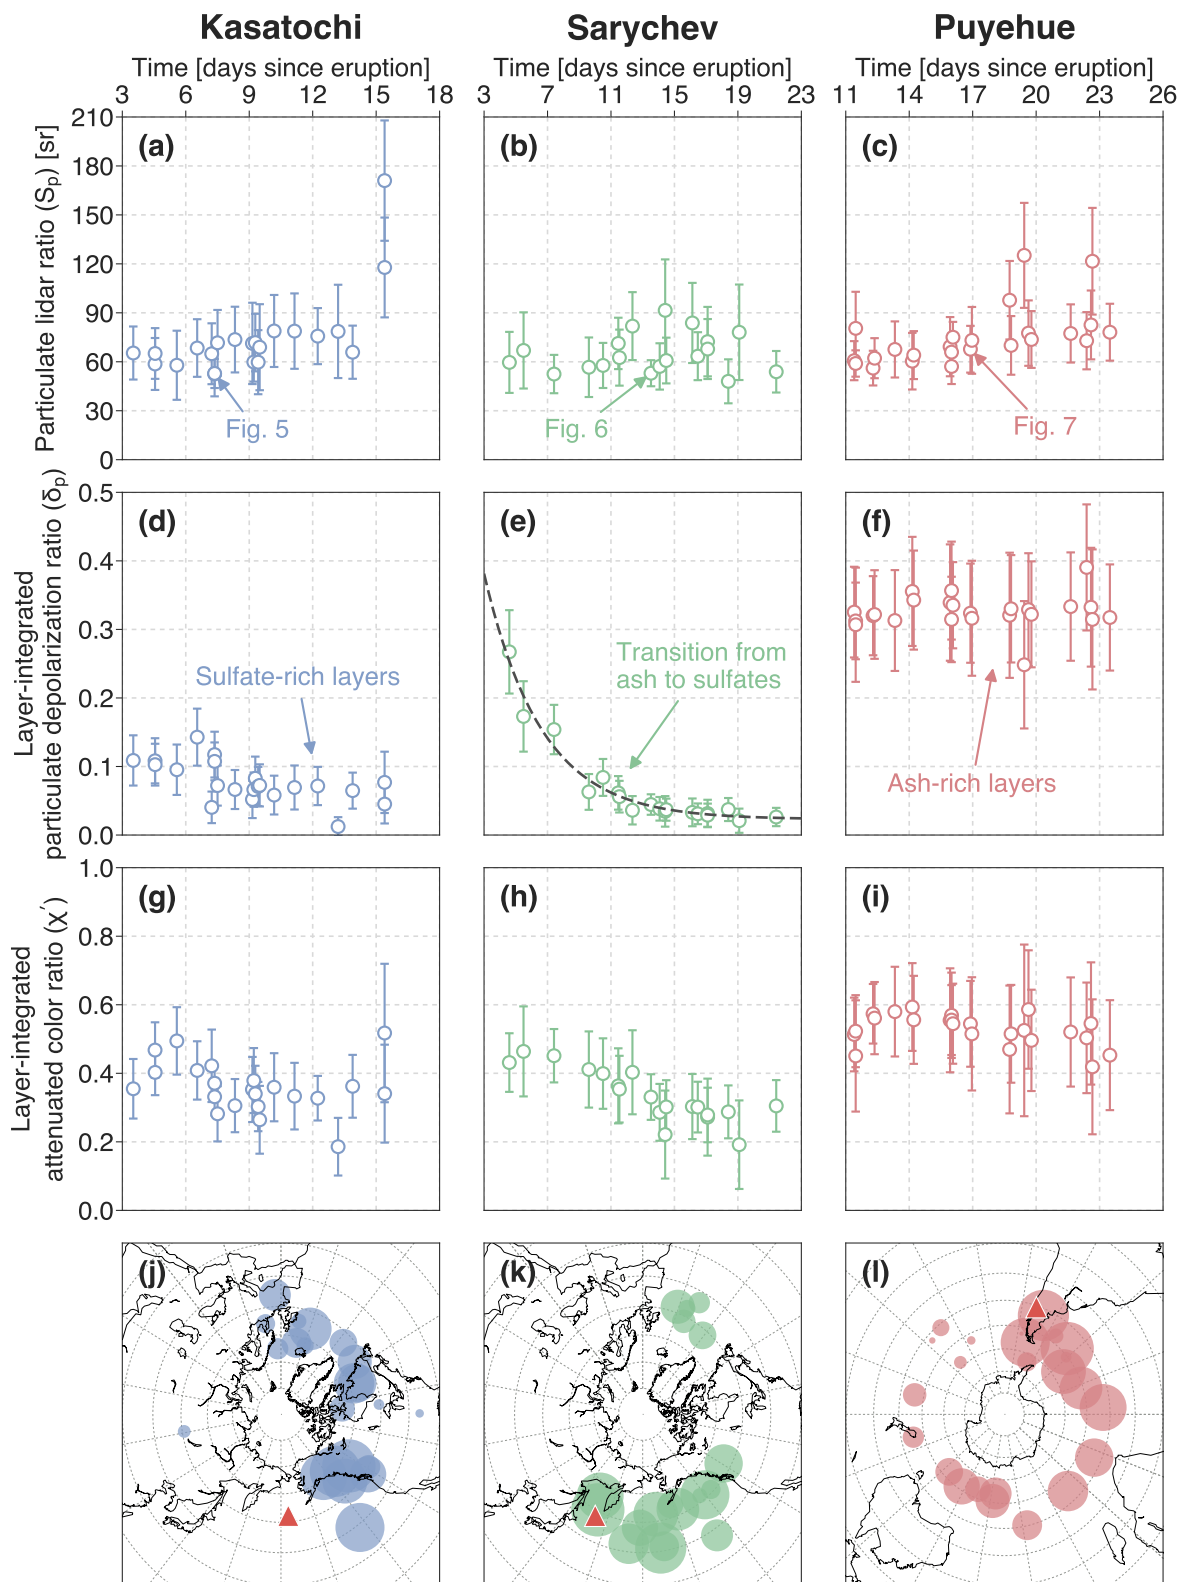 Kasatochi
Sarychev
Puyehue
Time [days since eruption]
Time [days since eruption]
Time [days since eruption]
3 6 9 12 15 18
3 7 11 15 19 23
11 14 17 20 23 26
Particulate lidar ratio (Sp) [sr]
210
180
150
120
90
60
30
0
(a)
Fig. 5
(b)
Fig. 6
(c)
Fig. 7
Layer-integrated
particulate depolarization ratio (δp)
0.5
0.4
0.3
0.2
0.1
0.0
(d)
Sulfate-rich layers
(e)
Transition from
ash to sulfates
(f)
Ash-rich layers
Layer-integrated
attenuated color ratio (χ′)
1.0
0.8
0.6
0.4
0.2
0.0
(g)
(h)
(i)
(j)
(k)
(l)